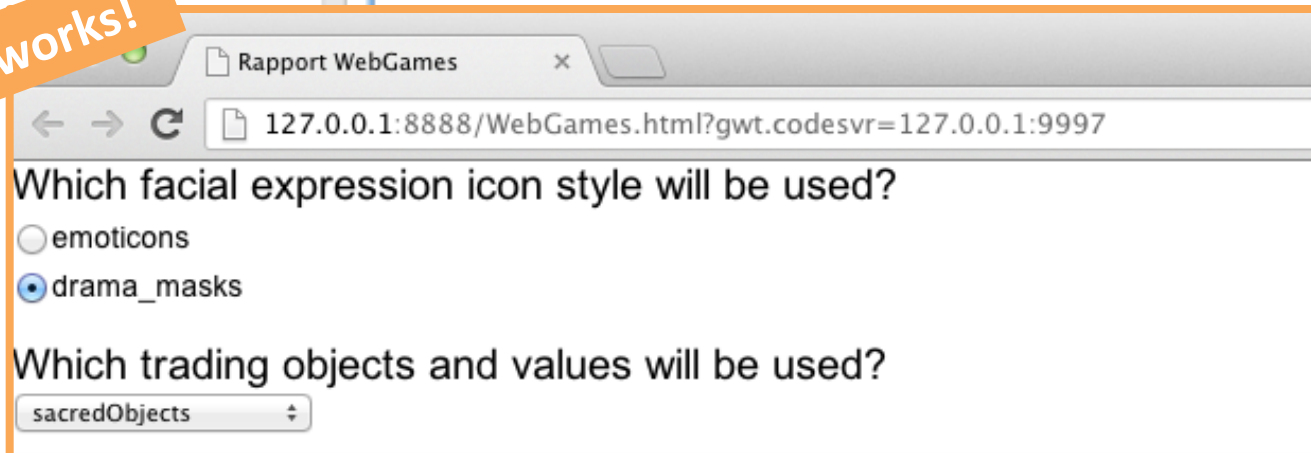 works!
Rapport WebGames
127.0.0.1:8888/WebGames.html?gwt.codesvr=127.0.0.1:9997
Which facial expression icon style will be used?
emoticons
drama_masks
Which trading objects and values will be used?
sacredObjects